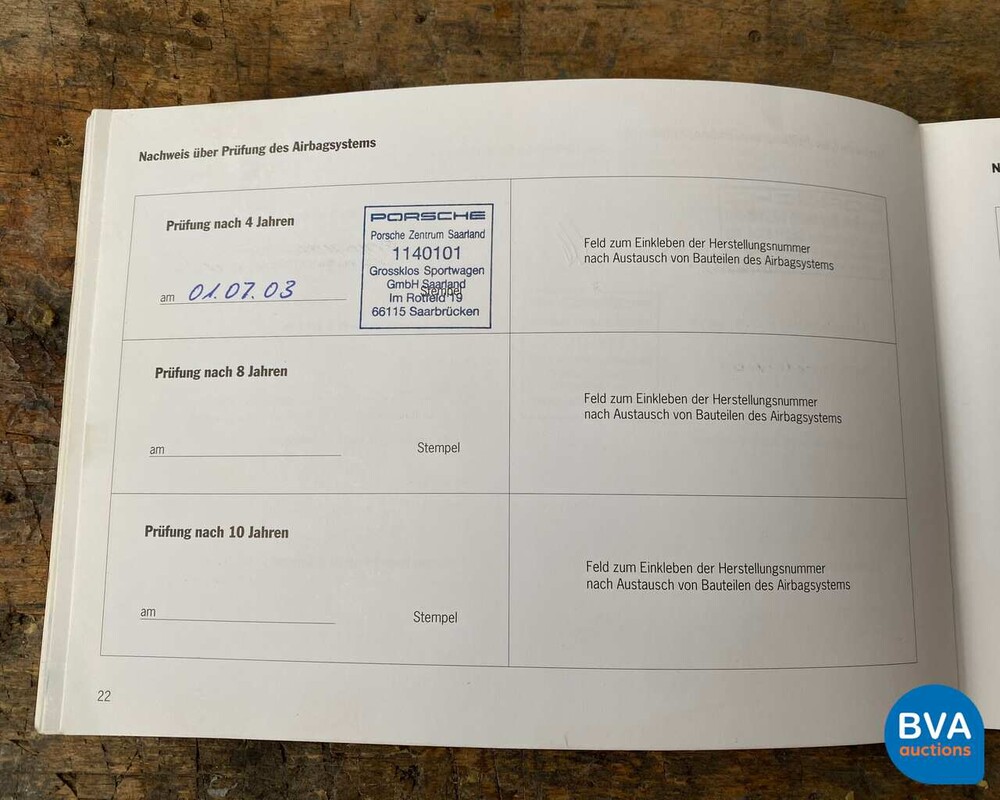 Nachweis über Prüfung des Airbagsystems
Prüfung nach 4 Jahren
am 01.07.03
PORSCHE
Porsche Zentrum Saarland
1140101
Grossklos Sportwagen
GmbH Saarland
Stempel
Im Rotfeld 19
66115 Saarbrücken
Feld zum Einkleben der Herstellungsnummer
nach Austausch von Bauteilen des Airbagsystems
Prüfung nach 8 Jahren
am
Stempel
Feld zum Einkleben der Herstellungsnummer
nach Austausch von Bauteilen des Airbagsystems
Prüfung nach 10 Jahren
am
Stempel
Feld zum Einkleben der Herstellungsnummer
nach Austausch von Bauteilen des Airbagsystems
22
N
BVA
auctions